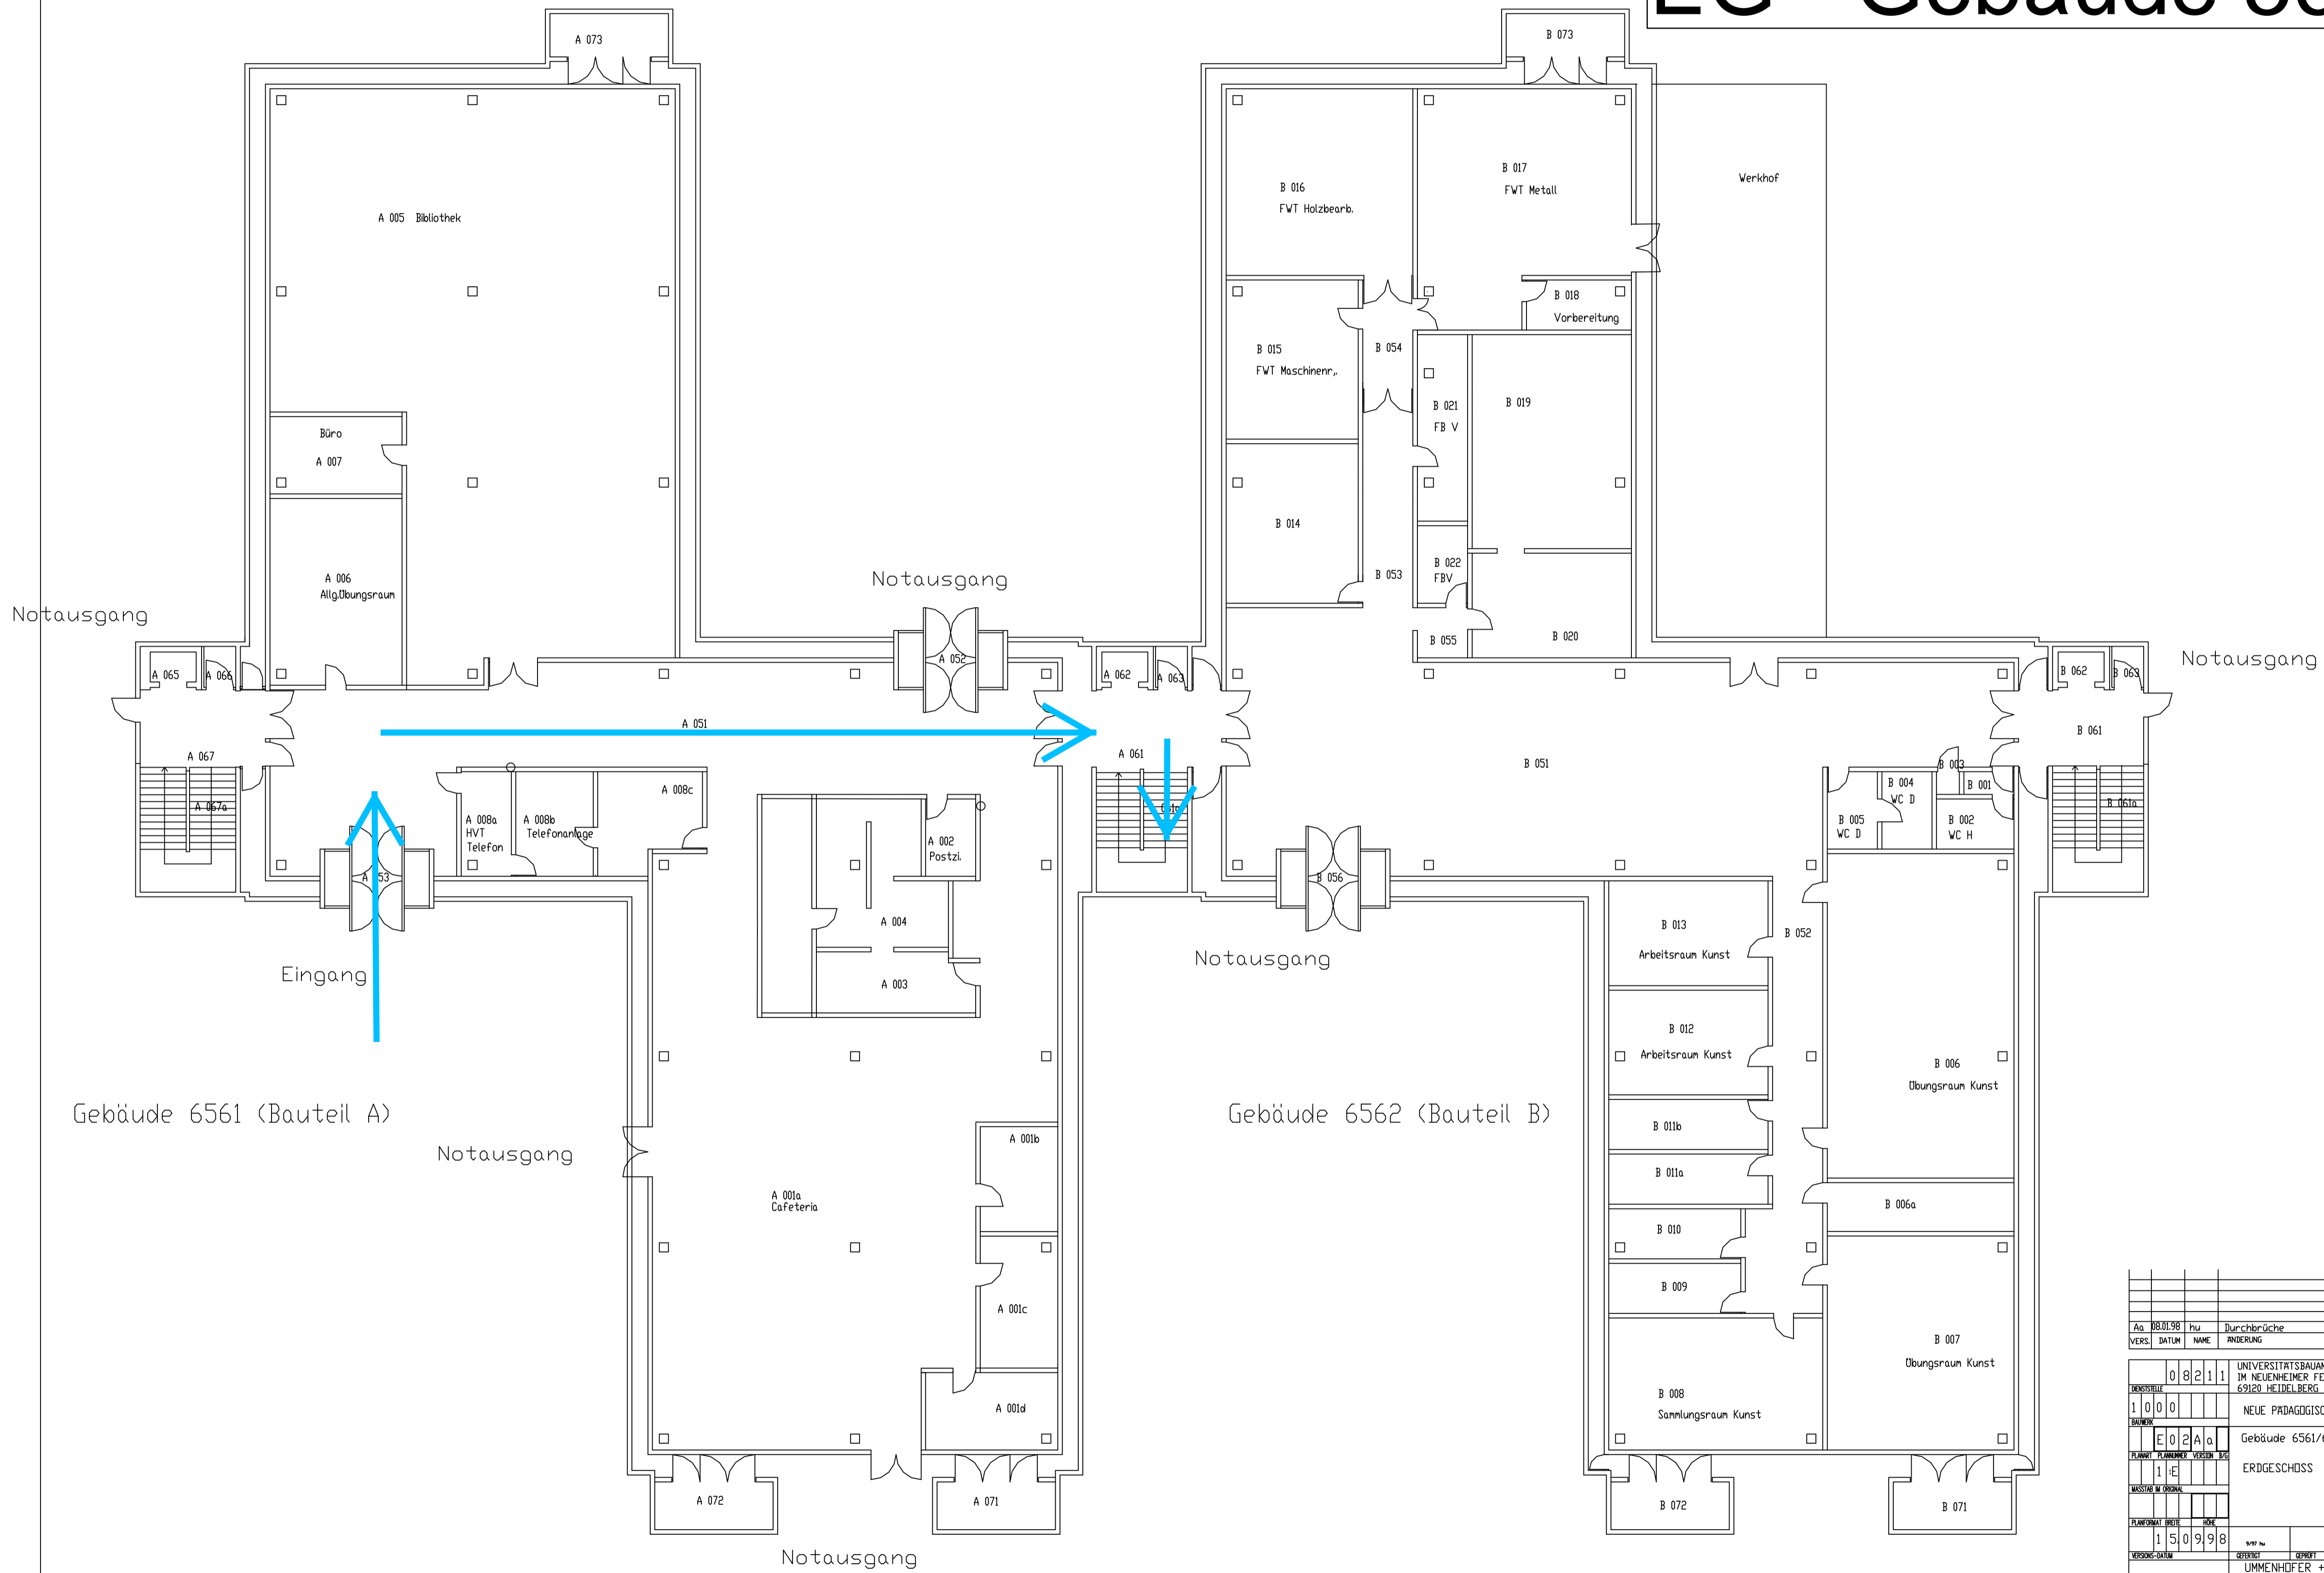 A 073
B 073
B 017
FWT Metall
Werkhof
B 016
FWT Holzbearb.
A 005 Bibliothek
B 018
Vorbereitung
B 054
B 015
FWT Maschinenr,.
B 019
B 021
FB V
Büro
A 007
B 014
A 006
Allg.Übungsraum
Notausgang
B 022
FBV
B 053
Notausgang
B 055
B 020
A 052
Notausgang
A 065
A 066
A 062
A 063
B 062
B 063
A 051
A 067
A 061
B 051
B 061
B 003
A 067a
A 008c
B 004
WC D
B 001
B 061a
A 008a
HVT
Telefon
A 008b
Telefonanlage
A 002
Postzi.
B 005
WC D
B 002
WC H
B 056
A 004
B 013
Arbeitsraum Kunst
B 052
Eingang
Notausgang
A 003
B 012
Arbeitsraum Kunst
B 006
Übungsraum Kunst
Gebäude 6561 (Bauteil A)
Gebäude 6562 (Bauteil B)
B 011b
A 001b
Notausgang
B 011a
A 001a
Cafeteria
B 006a
B 010
B 009
A 001c
B 007
Übungsraum Kunst
B 008
Sammlungsraum Kunst
A 001d
A 072
A 071
B 072
B 071
Notausgang
Aa 08.01.98 hu Durchbrüche
VERS. DATUM NAME ÄNDERUNG
0 8 2 1 1
DIENSTSTELLE
IM NEUENHEIMER
69120 HEIDELBERG
1 0 0 0
BAUWERK
NEUE
E 0 2 A a
PLANART PLANNUMMER VERSION B/G
Gebäude
1 :E
ERDGESCHOSS
MASSTAB IM ORIGINAL
PLANFORMAT BREITE HÖHE
1 5. 0 9. 9 8
9/97 hu
VERSIONS-DATUM
GEFERTIGT GEPRÜFT
UMMENHOFER +